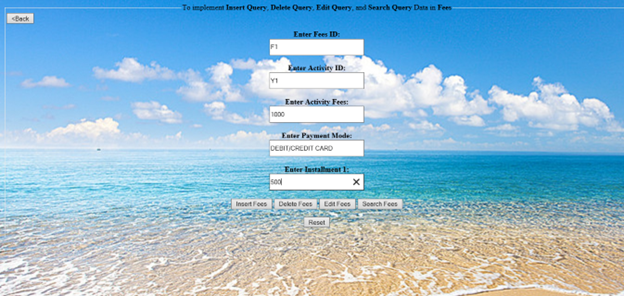 To implement Insert Query, Delete Query, Edit Query, and Search Query Data in Fees
<Back
Enter Fees ID:
F1
Enter Activity ID:
Y1
Enter Activity Fees:
1000
Enter Payment Mode:
DEBIT/CREDIT CARD
Enter Installment 1:
500
Insert Fees Delete Fees Edit Fees Search Fees
Reset